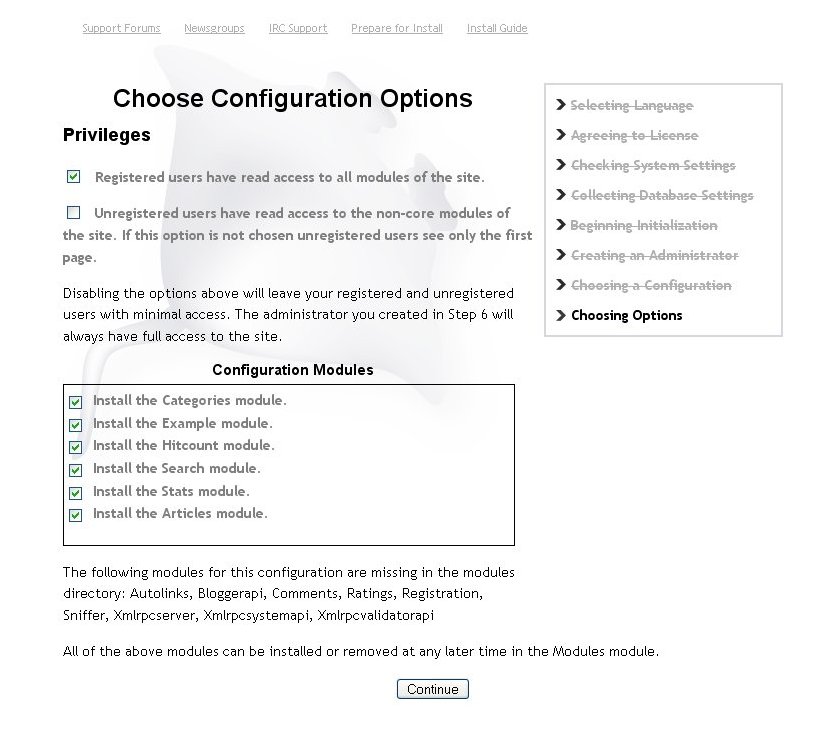 Support Forums Newsgroups IRC Support Prepare for Install Install Guide
Choose Configuration Options
Privileges
Registered users have read access to all modules of the site.
Unregistered users have read access to the non-core modules of
the site. If this option is not chosen unregistered users see only the first
page.
Disabling the options above will leave your registered and unregistered
users with minimal access. The administrator you created in Step 6 will
always have full access to the site.
Configuration Modules
Install the Categories module.
Install the Example module.
Install the Hitcount module.
Install the Search module.
Install the Stats module.
Install the Articles module.
The following modules for this configuration are missing in the modules
directory: Autolinks, Bloggerapi, Comments, Ratings, Registration,
Sniffer, Xmlrpcserver, Xmlrpcsystemapi, Xmlrpcvalidatorapi
All of the above modules can be installed or removed at any later time in the Modules module.
Continue
Selecting Language
Agreeing to License
Checking System Settings
Collecting Database Settings
Beginning Initialization
Creating an Administrator
Choosing a Configuration
Choosing Options